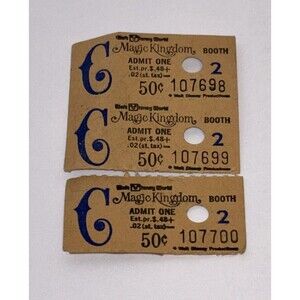 C
Walt Disney World
Magic Kingdom BOOTH
ADMIT ONE 2
Est. pr. $.48+
.02 (st. tax)—
50¢ 107698
© Walt Disney Productions
C
Walt Disney World
Magic Kingdom BOOTH
ADMIT ONE 2
Est. pr. $.48+
.02 (st. tax)—
50¢ 107699
© Walt Disney Productions
C
Walt Disney World
Magic Kingdom BOOTH
ADMIT ONE 2
Est. pr. $.48+
.02 (st. tax)—
50¢ 107700
© Walt Disney Productions